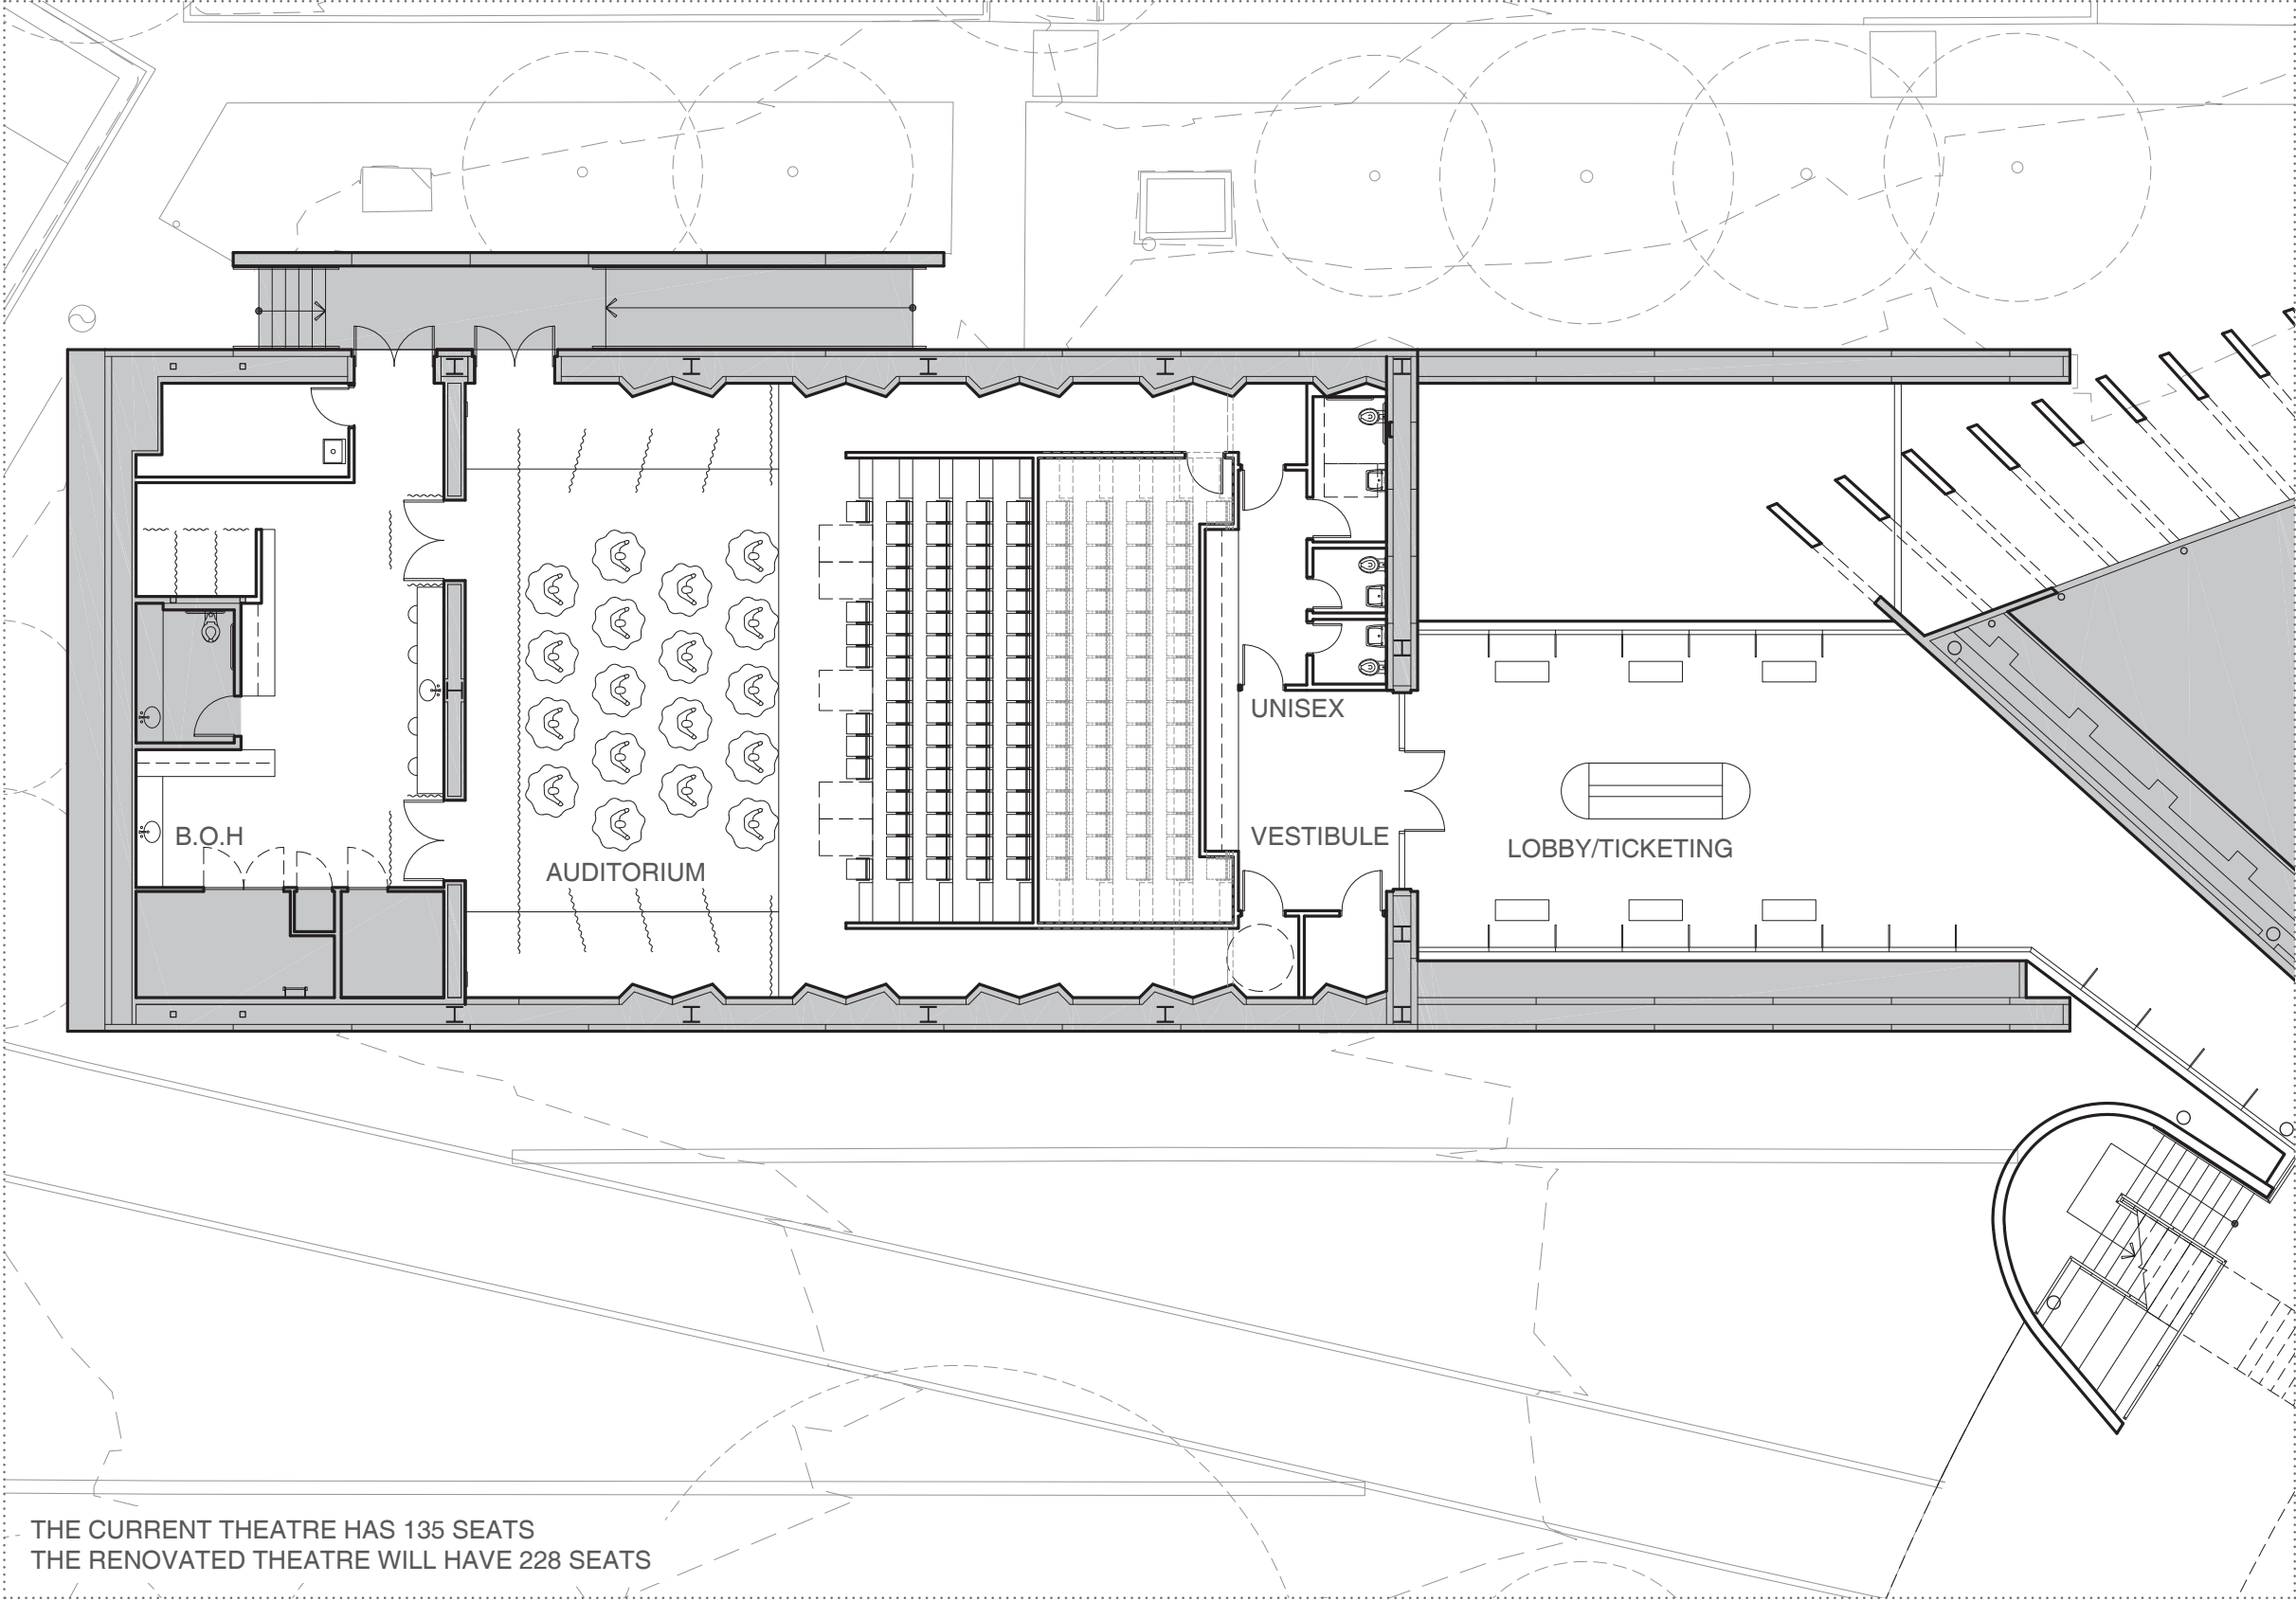 UNISEX
B.O.H
VESTIBULE
LOBBY/TICKETING
AUDITORIUM
THE CURRENT THEATRE HAS 135 SEATS
THE RENOVATED THEATRE WILL HAVE 228 SEATS